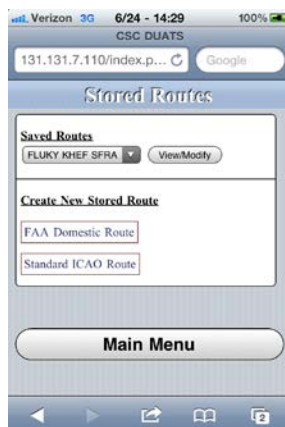 Verizon 3G 6/24 - 14:29 100%
CSC DUATS
131.131.7.110/index.p... Google
Stored Routes
Saved Routes
FLUKY KHEF SFRA View/Modify
Create New Stored Route
FAA Domestic Route
Standard ICAO Route
Main Menu
2